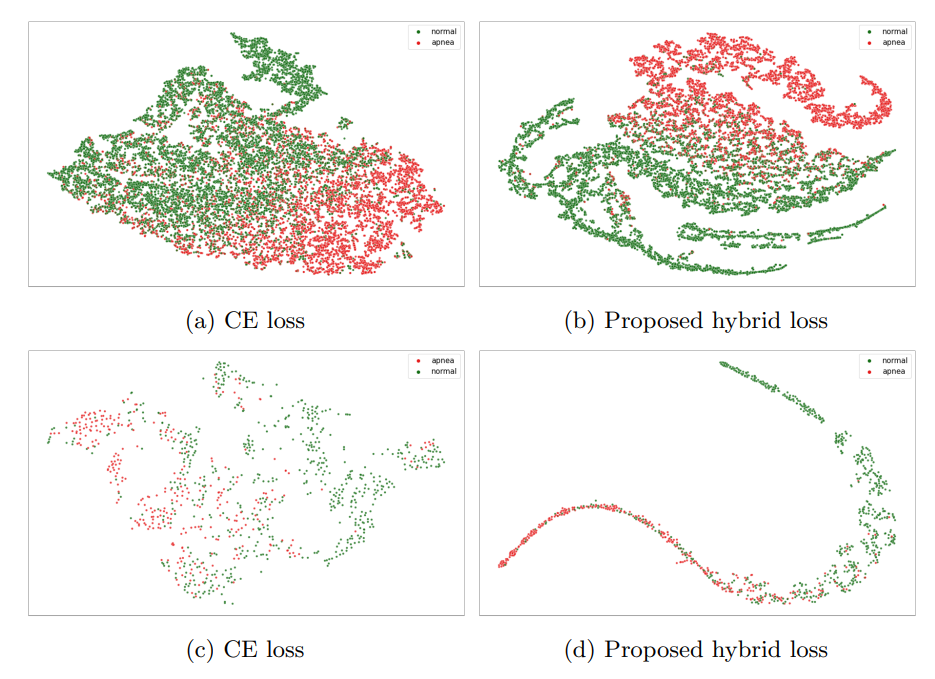 normal
apnea
normal
apnea
(a) CE loss
(b) Proposed hybrid loss
apnea
normal
normal
apnea
(c) CE loss
(d) Proposed hybrid loss